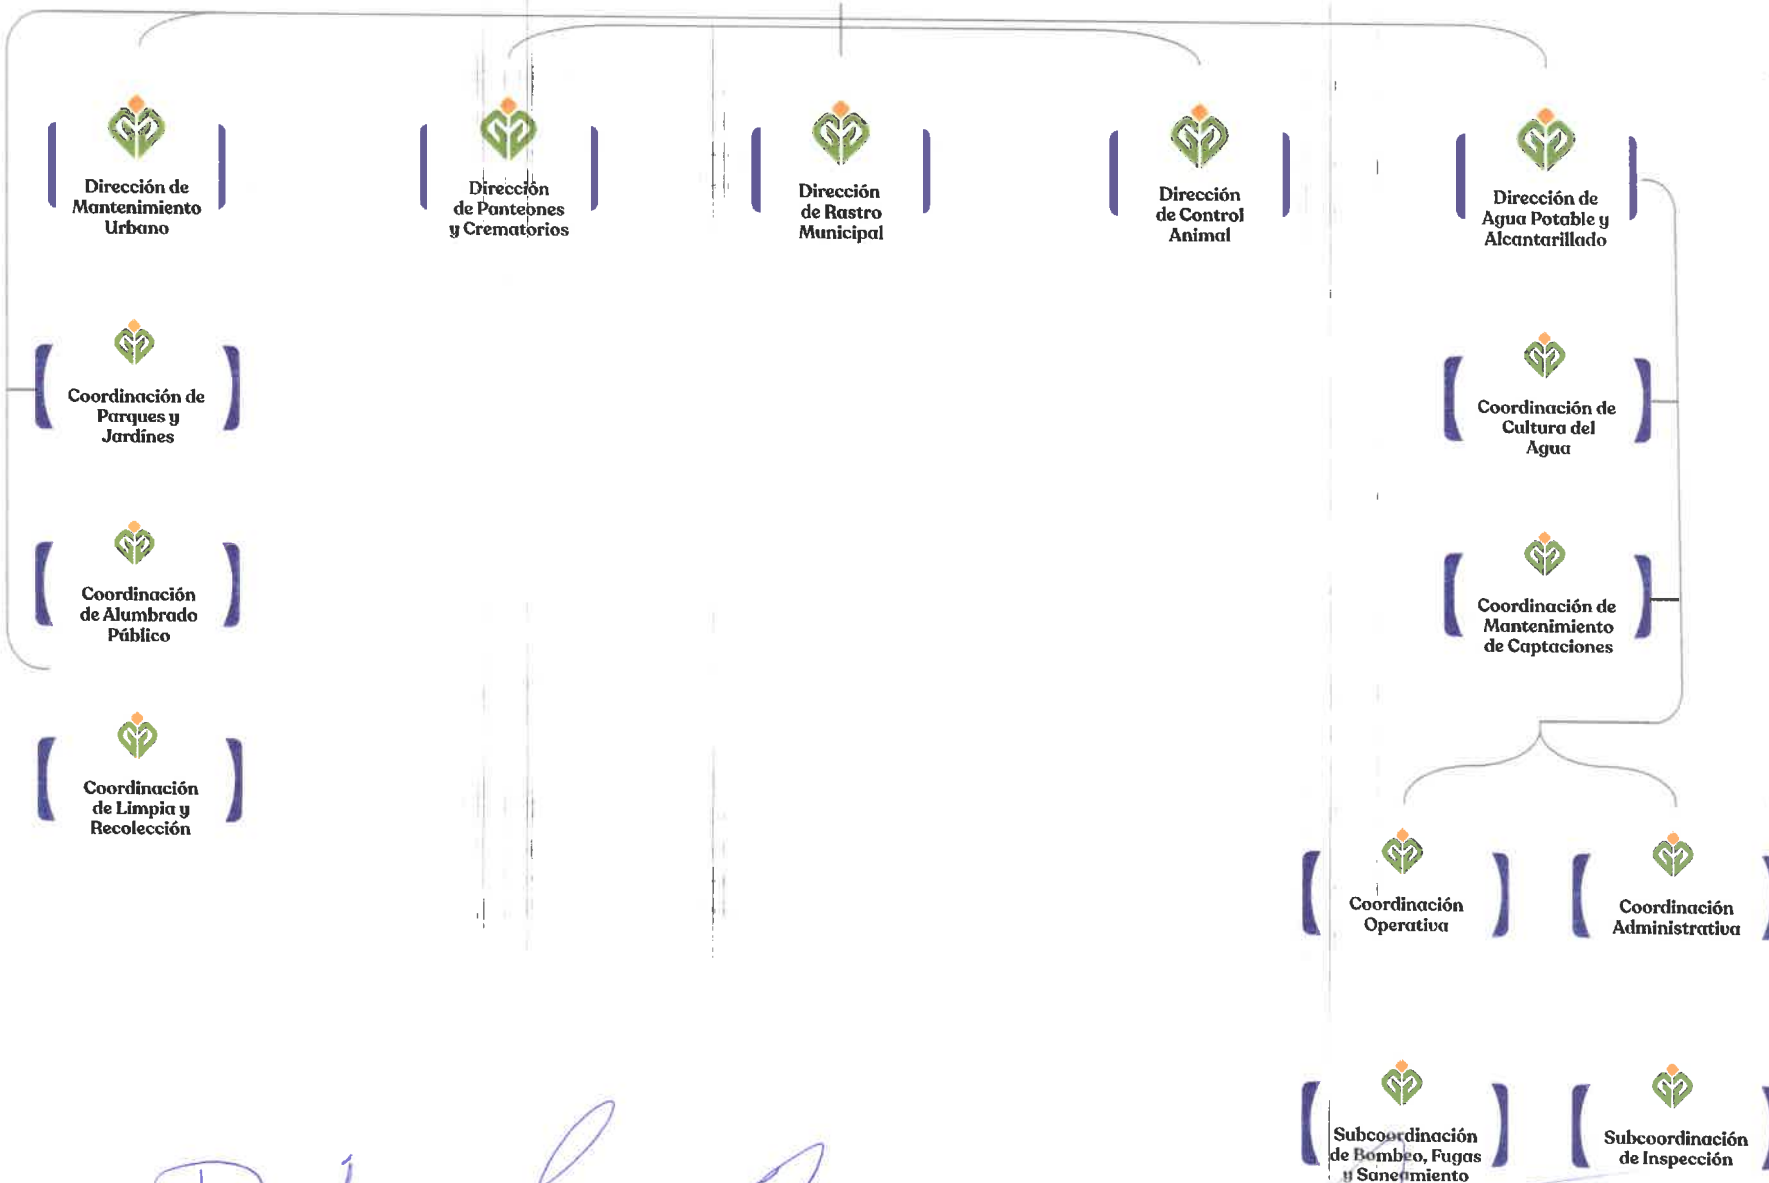 Dirección de
Mantenimiento
Urbano
Dirección
de Panteones
y Crematorios
Dirección
de Rastro
Municipal
Dirección
de Control
Animal
Dirección de
Agua Potable y
Alcantarillado
Coordinación de
Parques y
Jardínes
Coordinación de
Cultura del
Agua
Coordinación
de Alumbrado
Público
Coordinación de
Mantenimiento
de Captaciones
Coordinación
de Limpia y
Recolección
Coordinación
Operativa
Coordinación
Administrativa
Subcoordinación
de Bombeo, Fugas
y Saneamiento
Subcoordinación
de Inspección